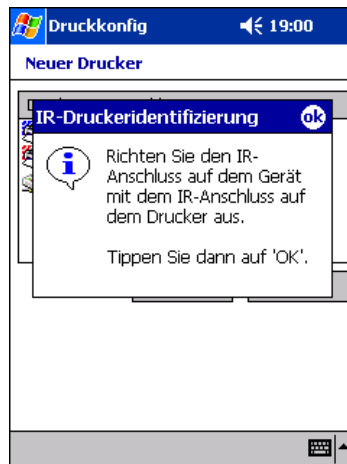 Druckkonfig 19:00
Neuer Drucker
IR-Druckeridentifizierung ok
Richten Sie den IR-
Anschluss auf dem Gerät
mit dem IR-Anschluss auf
dem Drucker aus.
Tippen Sie dann auf 'OK'.